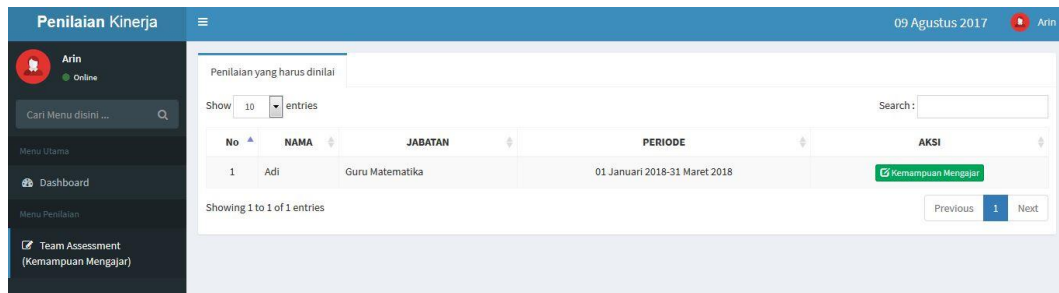 Penilaian Kinerja
09 Agustus 2017
Arin
Arin
Online
Cari Menu disini ...
Menu Utama
Dashboard
Menu Penilaian
Team Assessment
(Kemampuan Mengajar)
Penilaian yang harus dinilai
Show 10 entries
Search :
No NAMA JABATAN PERIODE AKSI
1 Adi Guru Matematika 01 Januari 2018-31 Maret 2018 Kemampuan Mengajar
Showing 1 to 1 of 1 entries
Previous 1 Next